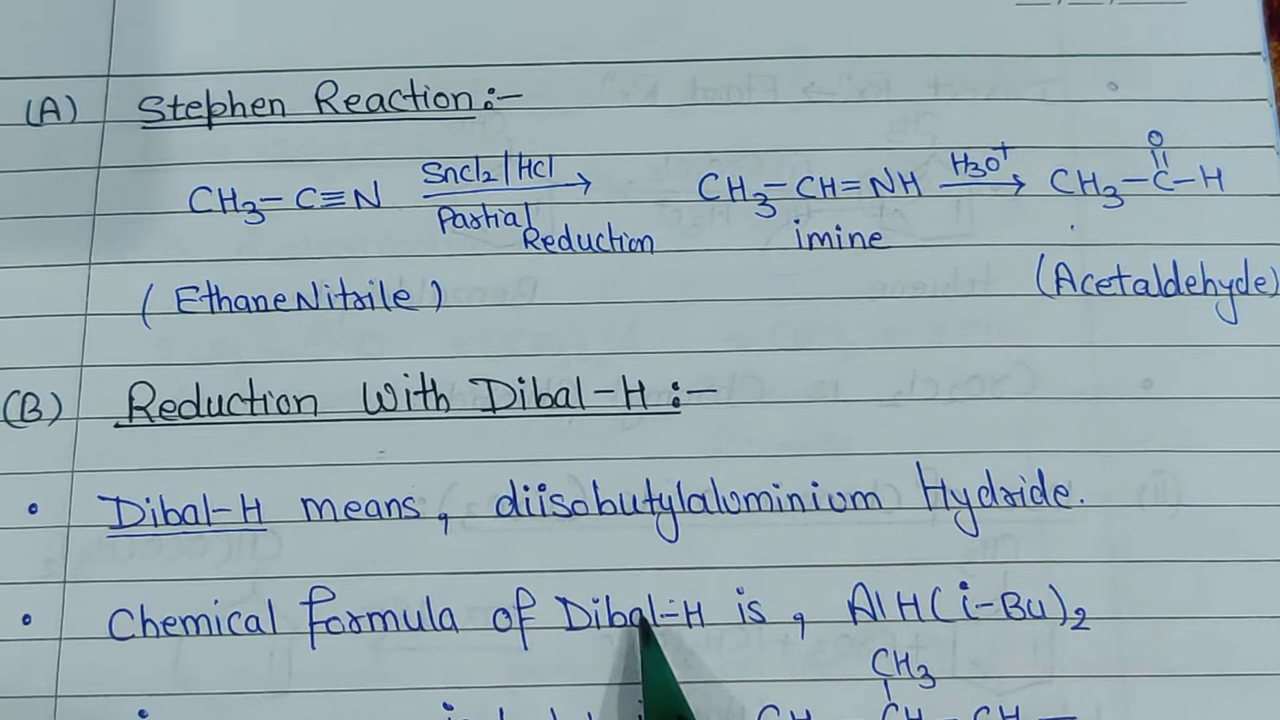 (A) Stephen Reaction:-
O
CH3-C≡N SnCl2/HCl Partial Reduction → CH3-CH=NH H3O+ → CH3-C-H
imine
(EthaneNitrile) (Acetaldehyde)
(B) Reduction With Dibal-H:-
• Dibal-H means, diisobutylaluminium Hydride.
• Chemical formula of Dibal-H is, AlH(i-Bu)2
CH3